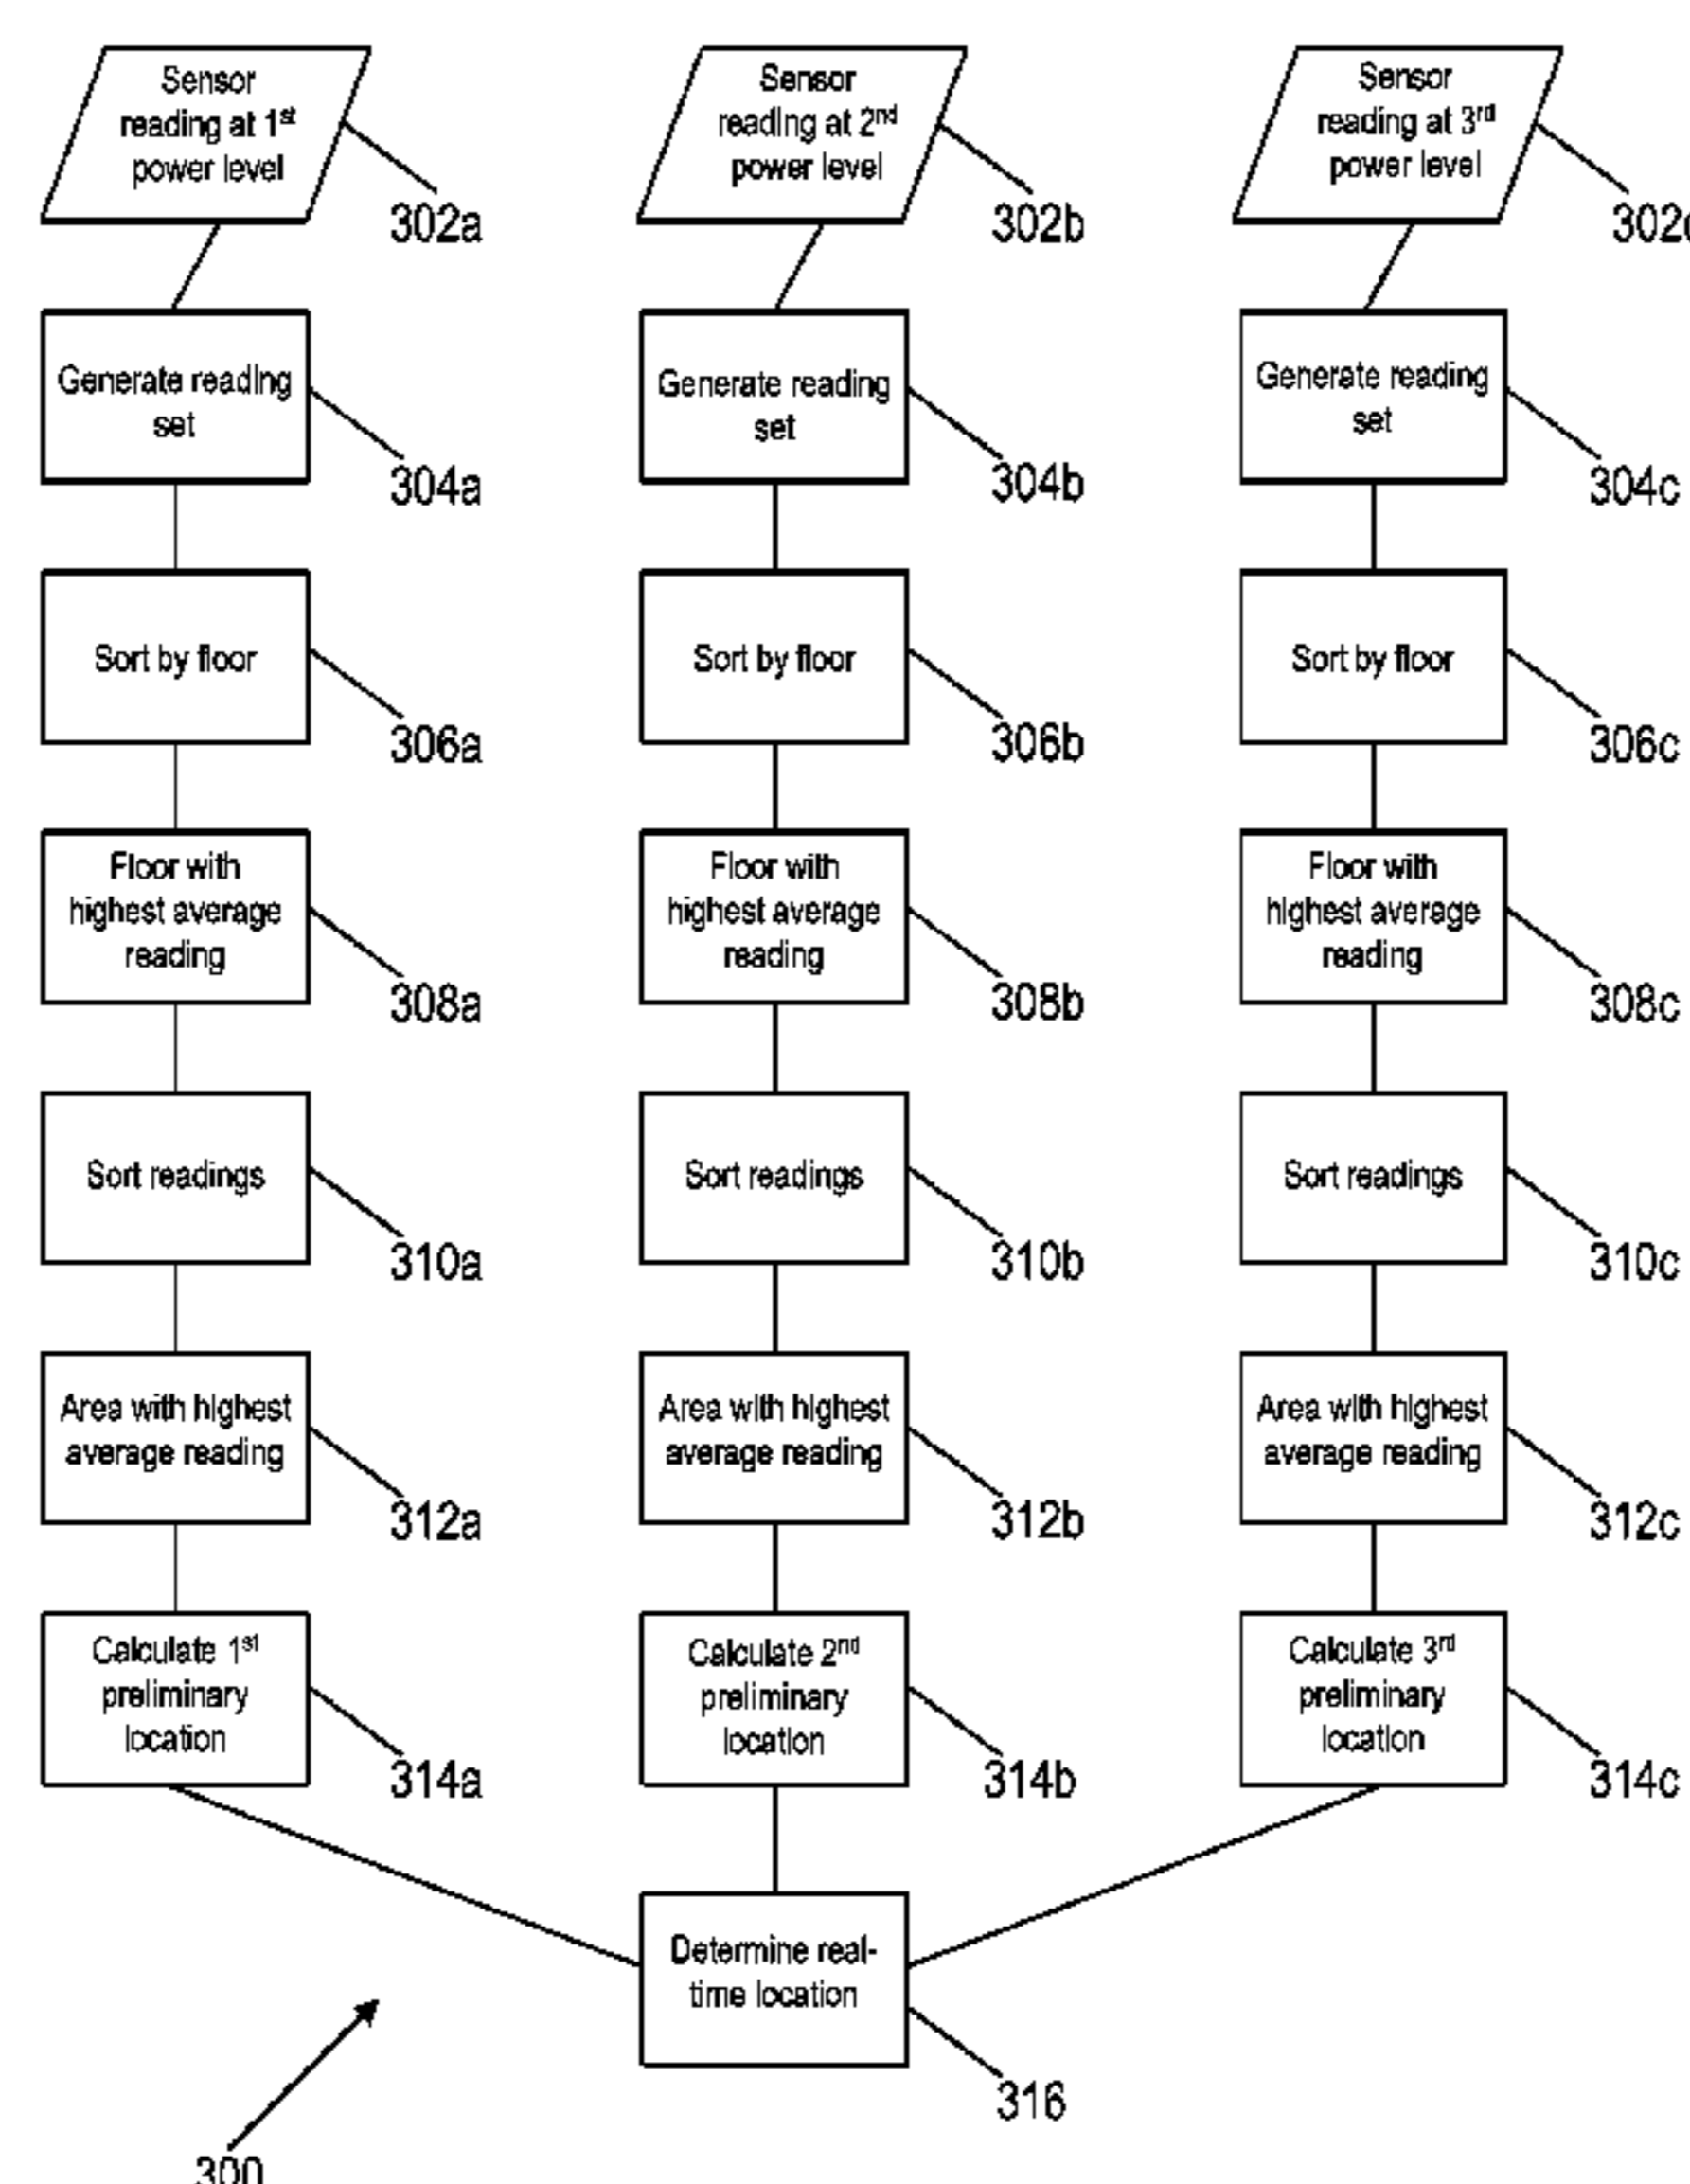 Sensor
reading at 1st
power level
302a
Sensor
reading at 2nd
power level
302b
Sensor
reading at 3rd
power level
302c
Generate reading
set
304a
Generate reading
set
304b
Generate reading
set
304c
Sort by floor
306a
Sort by floor
306b
Sort by floor
306c
Floor with
highest average
reading
308a
Floor with
highest average
reading
308b
Floor with
highest average
reading
308c
Sort readings
310a
Sort readings
310b
Sort readings
310c
Area with highest
average reading
312a
Area with highest
average reading
312b
Area with highest
average reading
312c
Calculate 1st
preliminary
location
314a
Calculate 2nd
preliminary
location
314b
Calculate 3rd
preliminary
location
314c
Determine real-
time location
316
300